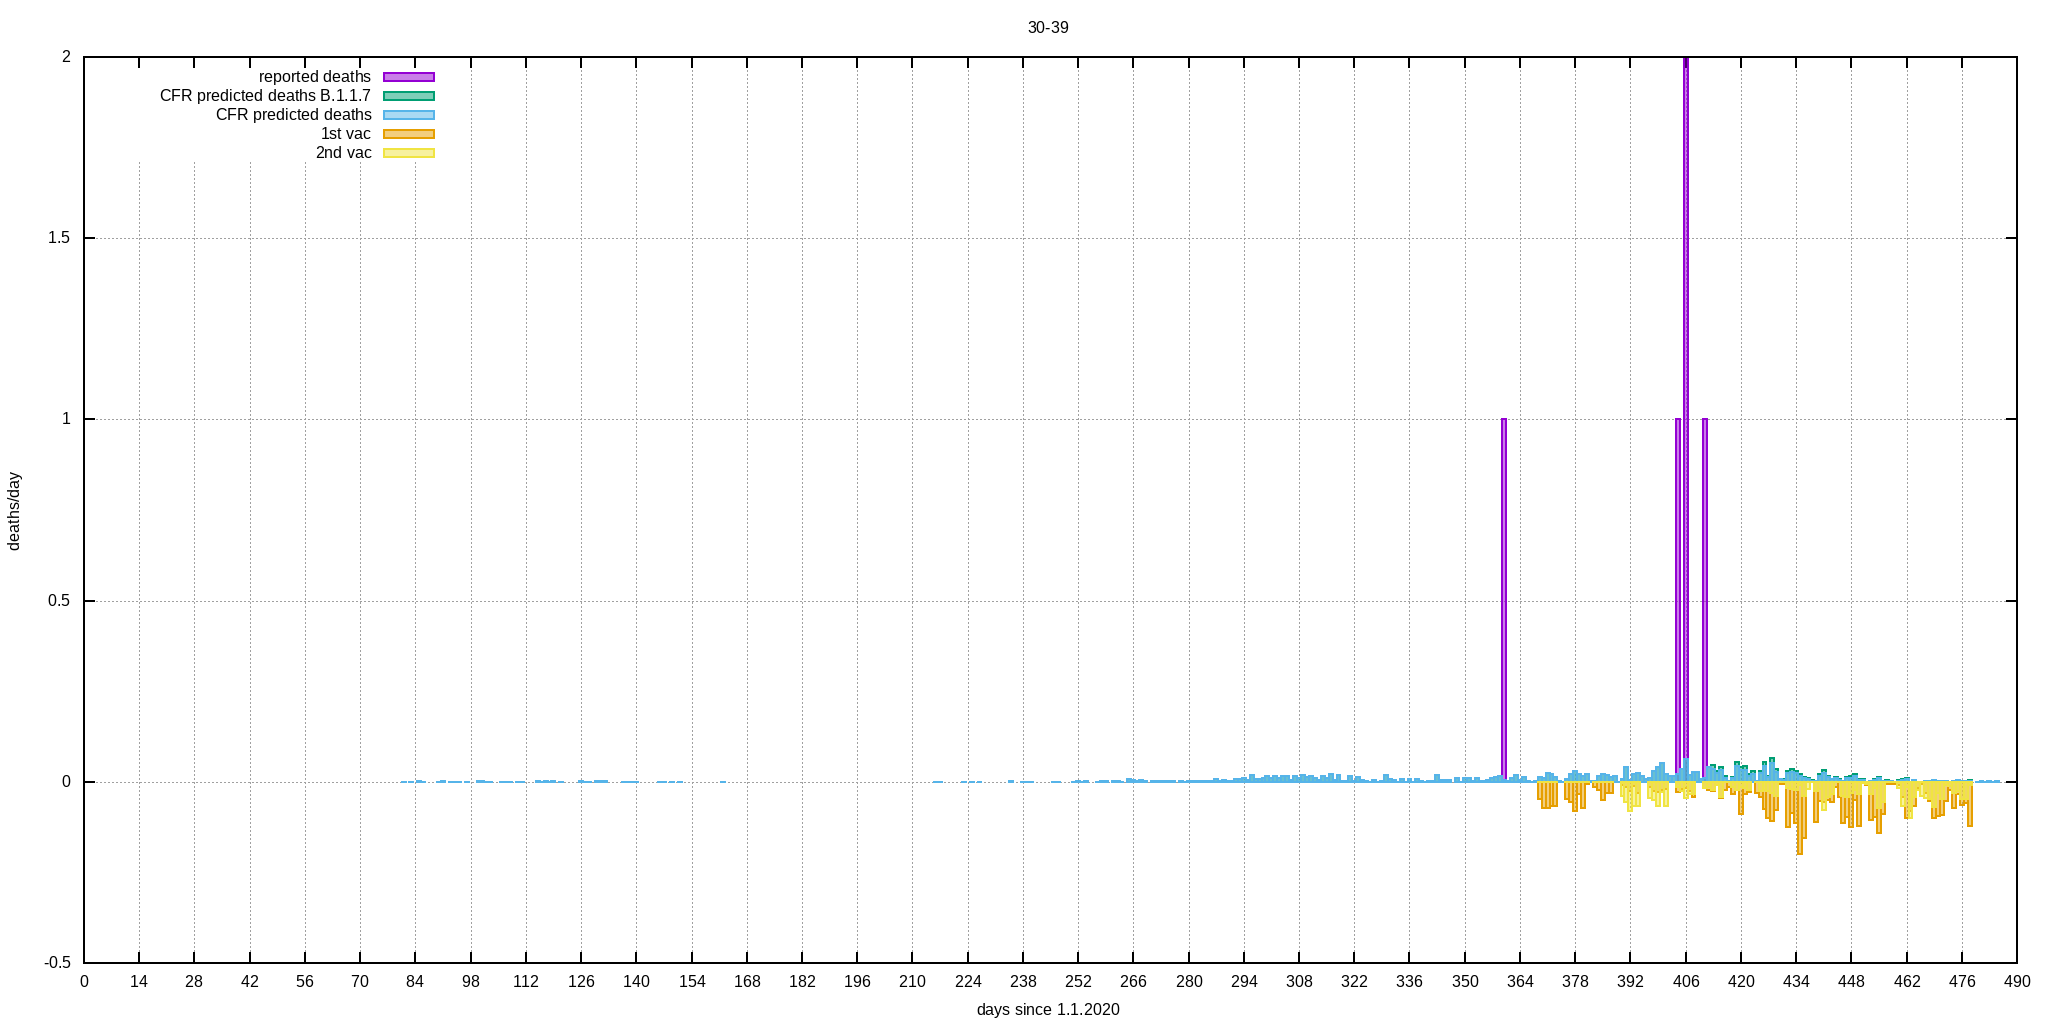 30-39
2
reported deaths
CFR predicted deaths B.1.1.7
CFR predicted deaths
1st vac
2nd vac
1.5
1
0.5
0
-0.5
deaths/day
0 14 28 42 56 70 84 98 112 126 140 154 168 182 196 210 224 238 252 266 280 294 308 322 336 350 364 378 392 406 420 434 448 462 476 490
days since 1.1.2020